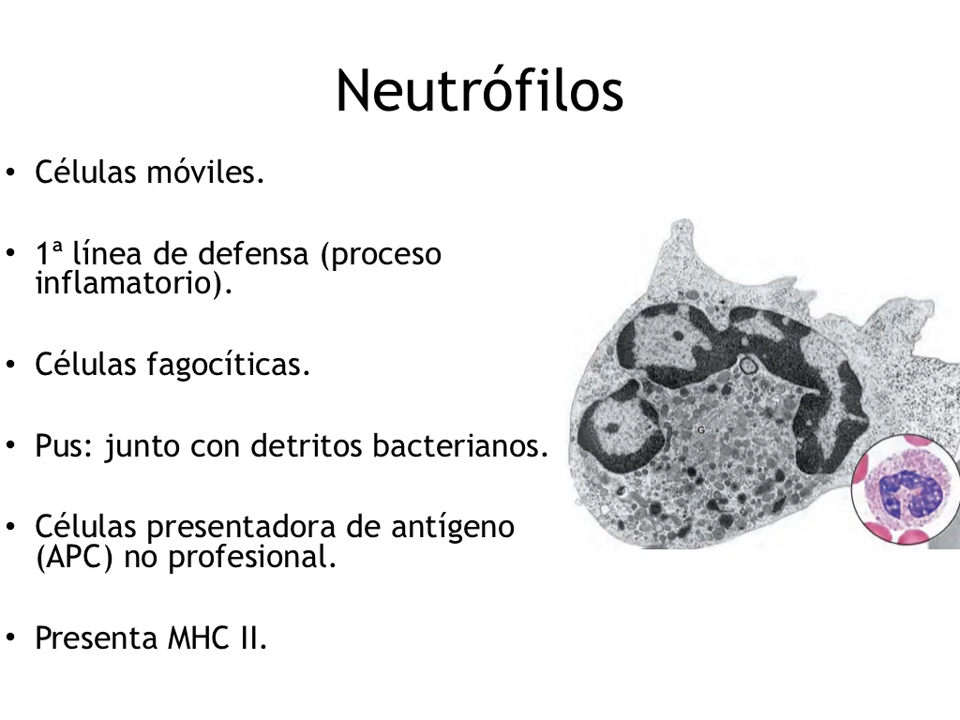 Neutrófilos
• Células móviles.
• 1ª línea de defensa (proceso
inflamatorio).
• Células fagocíticas.
• Pus: junto con detritos bacterianos.
• Células presentadora de antígeno
(APC) no profesional.
• Presenta MHC II.
G